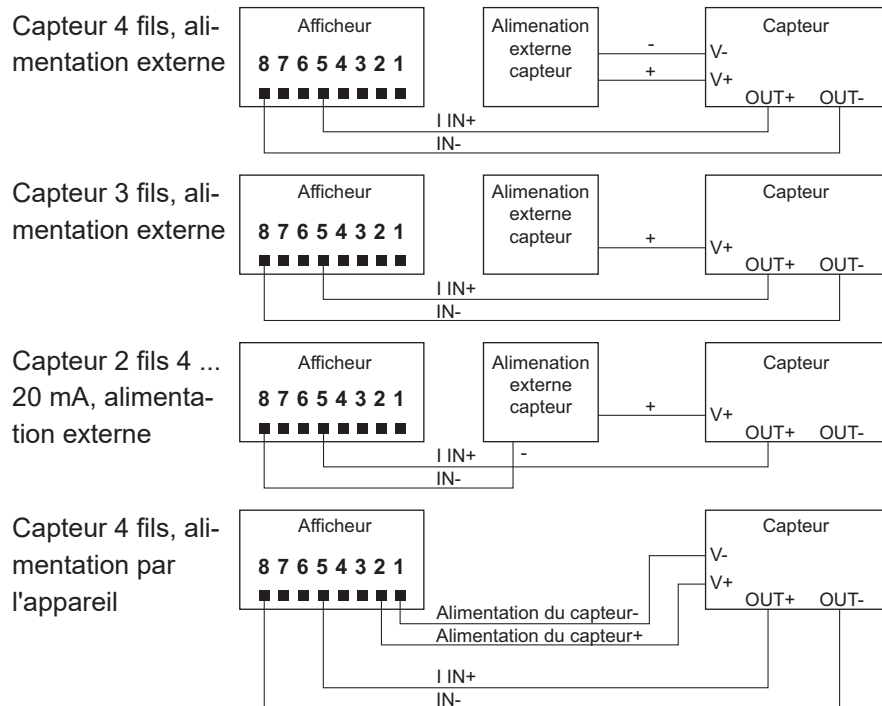 Capteur 4 fils, ali-
mentation externe
Afficheur
8 7 6 5 4 3 2 1
Alimenation
externe
capteur
-
+
Capteur
V-
V+
OUT+ OUT-
I IN+
IN-
Capteur 3 fils, ali-
mentation externe
Afficheur
8 7 6 5 4 3 2 1
Alimenation
externe
capteur
+
Capteur
V+
OUT+ OUT-
I IN+
IN-
Capteur 2 fils 4 ...
20 mA, alimenta-
tion externe
Afficheur
8 7 6 5 4 3 2 1
Alimenation
externe
capteur
+
Capteur
V+
OUT+ OUT-
I IN+
-
IN-
Capteur 4 fils, ali-
mentation par
l'appareil
Afficheur
8 7 6 5 4 3 2 1
Capteur
V-
V+
OUT+ OUT-
Alimentation du capteur-
Alimentation du capteur+
I IN+
IN-